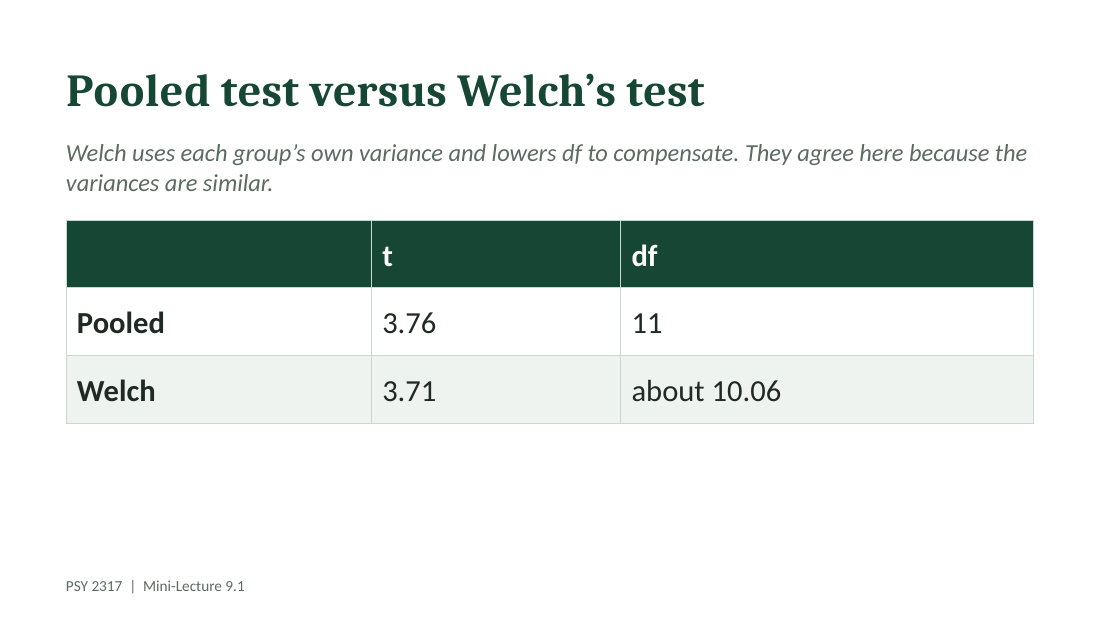 Pooled test versus Welch’s test
Welch uses each group’s own variance and lowers df to compensate. They agree here because the
variances are similar.
t df
Pooled 3.76 11
Welch 3.71 about 10.06
PSY 2317 | Mini-Lecture 9.1